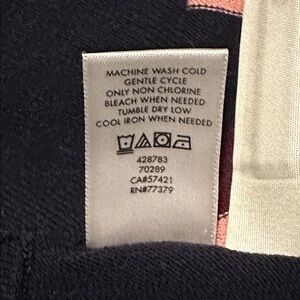 MACHINE WASH COLD
GENTLE CYCLE
ONLY NON CHLORINE
BLEACH WHEN NEEDED
TUMBLE DRY LOW
COOL IRON WHEN NEEDED
428783
70289
CA#57421
RN#77379